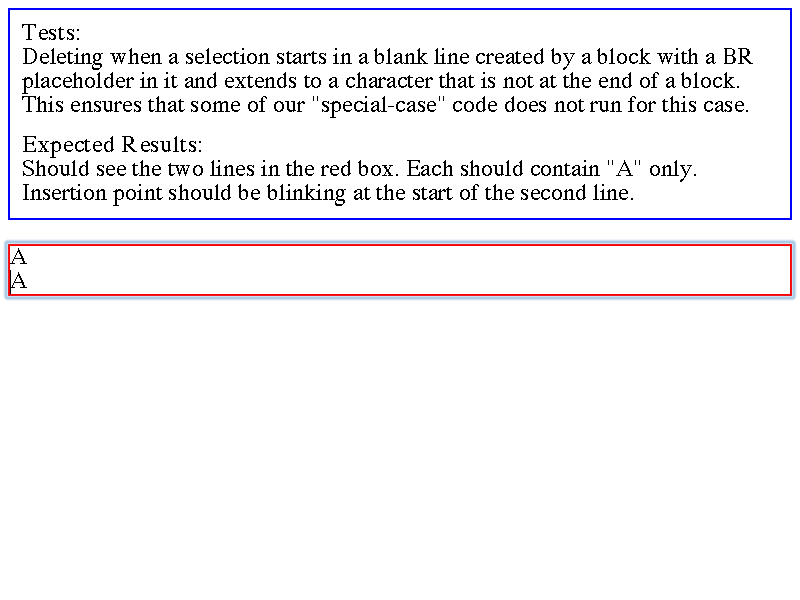 Tests:
Deleting when a selection starts in a blank line created by a block with a BR
placeholder in it and extends to a character that is not at the end of a block.
This ensures that some of our "special-case" code does not run for this case.
Expected Results:
Should see the two lines in the red box. Each should contain "A" only.
Insertion point should be blinking at the start of the second line.
A
A